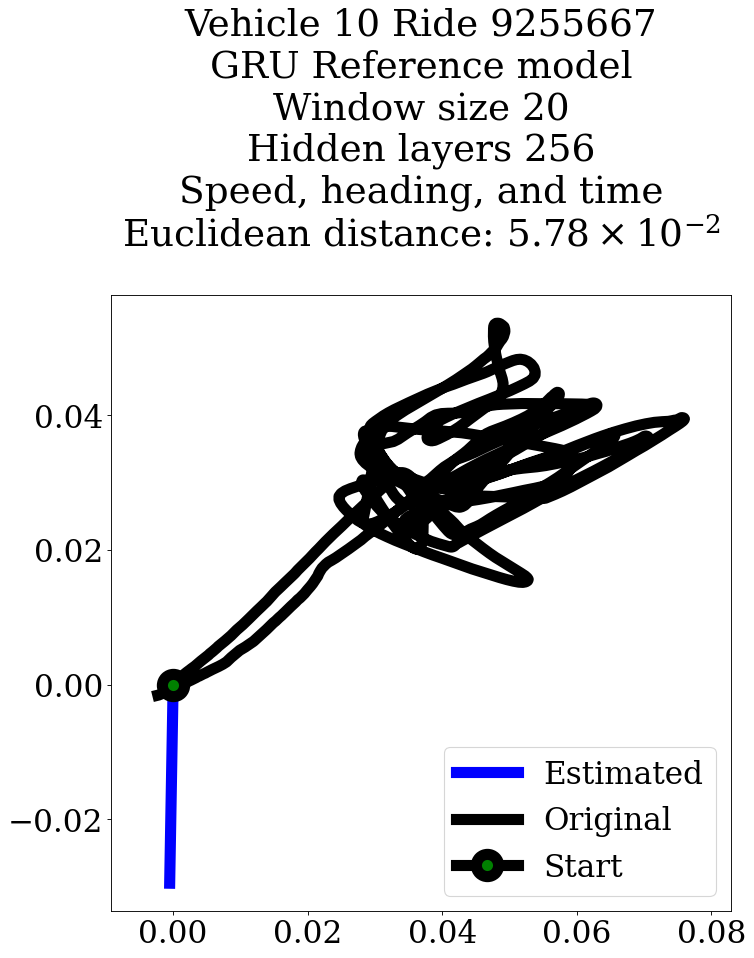 Vehicle 10 Ride 9255667
GRU Reference model
Window size 20
Hidden layers 256
Speed, heading, and time
Euclidean distance: 5.78 × 10⁻²
0.04
0.02
0.00
−0.02
Estimated
Original
Start
0.00 0.02 0.04 0.06 0.08